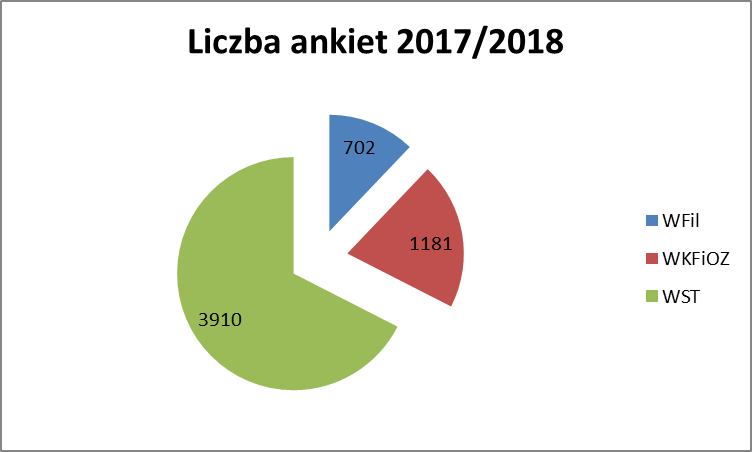 Liczba ankiet 2017/2018
702
1181
3910
WFil
WKFiOZ
WST